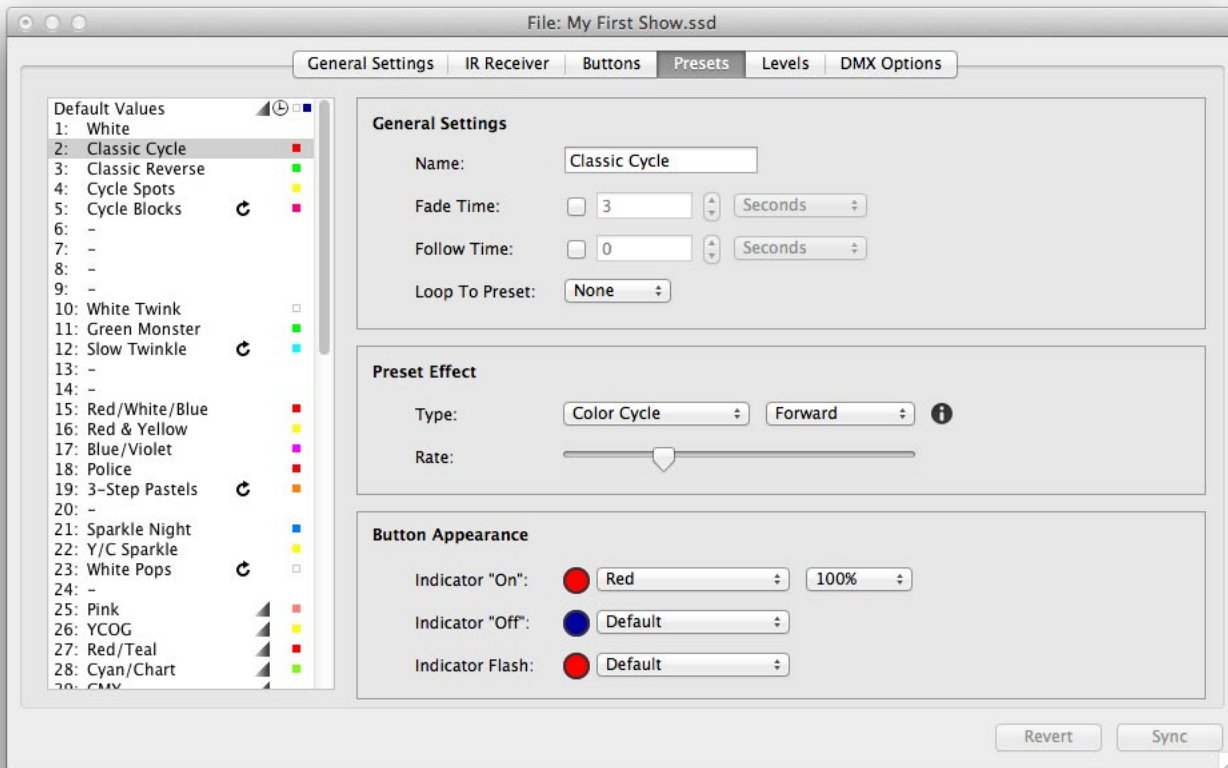 File: My First Show.ssd
General Settings IR Receiver Buttons Presets Levels DMX Options
Default Values
1: White
2: Classic Cycle
3: Classic Reverse
4: Cycle Spots
5: Cycle Blocks
6: –
7: –
8: –
9: –
10: White Twink
11: Green Monster
12: Slow Twinkle
13: –
14: –
15: Red/White/Blue
16: Red & Yellow
17: Blue/Violet
18: Police
19: 3-Step Pastels
20: –
21: Sparkle Night
22: Y/C Sparkle
23: White Pops
24: –
25: Pink
26: YCOG
27: Red/Teal
28: Cyan/Chart
29: CMY
General Settings
Name: Classic Cycle
Fade Time: 3 Seconds
Follow Time: 0 Seconds
Loop To Preset: None
Preset Effect
Type: Color Cycle Forward
Rate:
Button Appearance
Indicator "On": Red 100%
Indicator "Off": Default
Indicator Flash: Default
Revert Sync